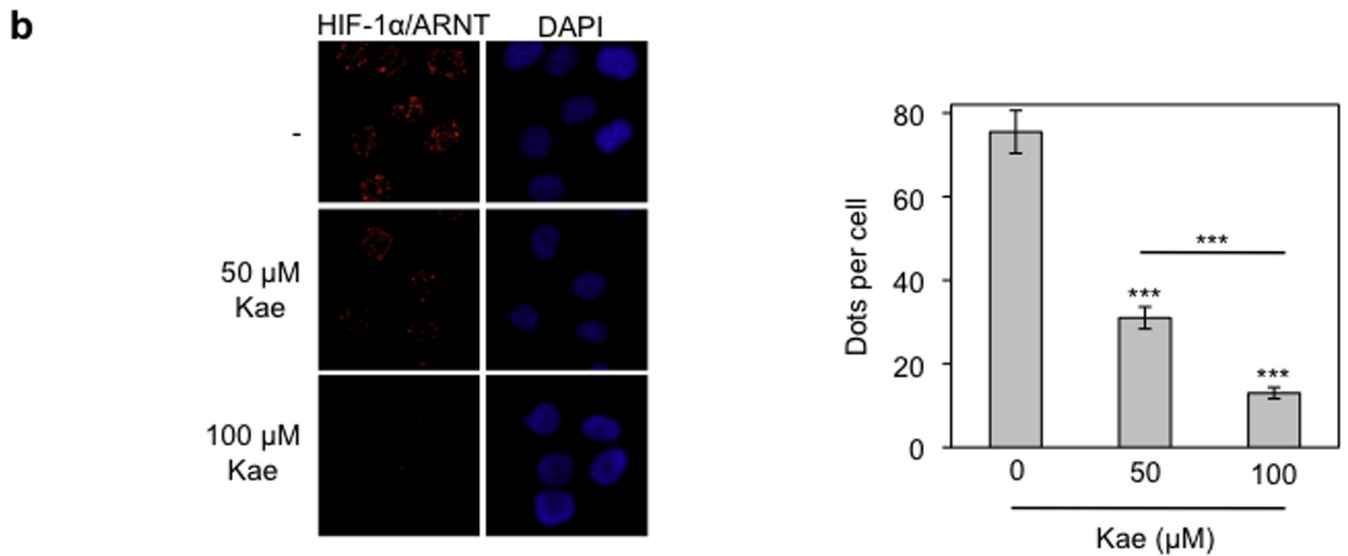 b
HIF-1α/ARNT DAPI
-
50 µM
Kae
100 µM
Kae
80
60
40
20
0
Dots per cell
***
***
***
0 50 100
Kae (µM)